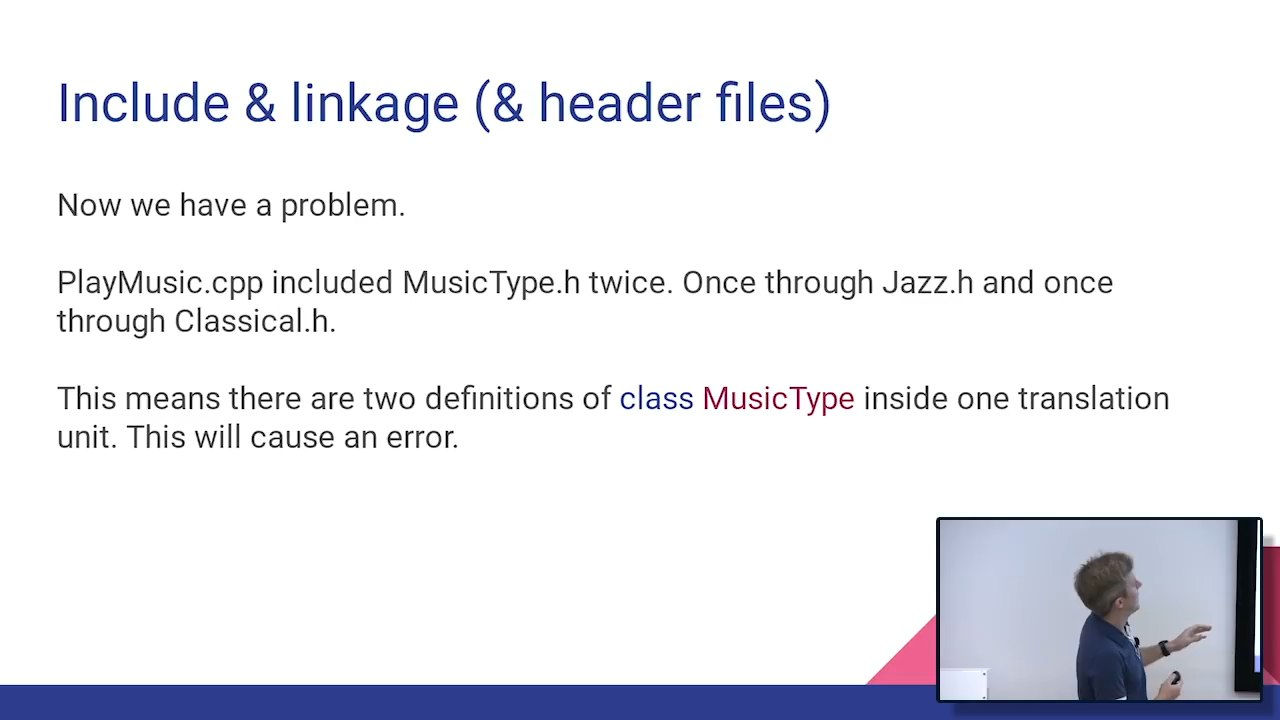 Include & linkage (& header files)
Now we have a problem.
PlayMusic.cpp included MusicType.h twice. Once through Jazz.h and once
through Classical.h.
This means there are two definitions of class MusicType inside one translation
unit. This will cause an error.